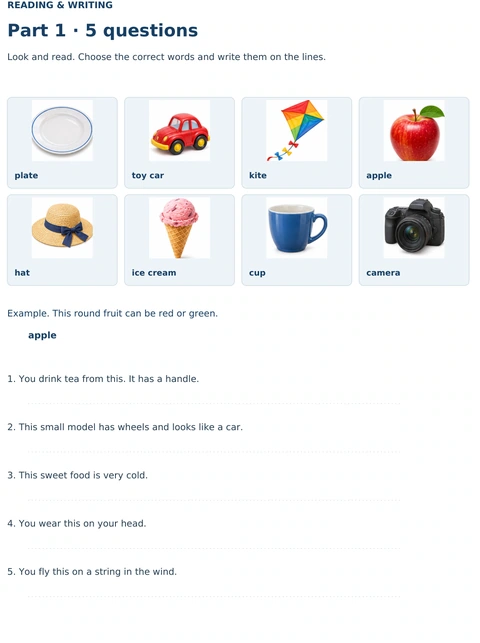 READING & WRITING
Part 1 · 5 questions
Look and read. Choose the correct words and write them on the lines.
plate
toy car
kite
apple
hat
ice cream
cup
camera
Example. This round fruit can be red or green.
apple
1. You drink tea from this. It has a handle.
2. This small model has wheels and looks like a car.
3. This sweet food is very cold.
4. You wear this on your head.
5. You fly this on a string in the wind.